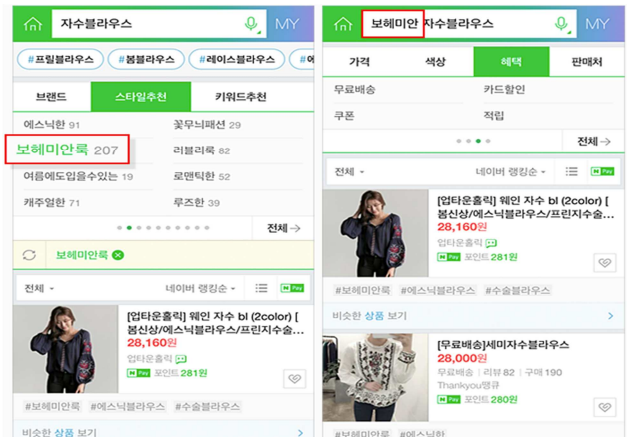 자수블라우스
MY
#프릴블라우스 #봄블라우스 #레이스블라우스
브랜드 스타일추천 키워드추천
에스닉한 91 꽃무늬패션 29
보헤미안룩 207 러블리룩 82
여름에도입을수있는 19 로맨틱한 52
캐주얼한 71 루즈한 39
전체
보헤미안룩
전체 네이버 랭킹순
N Pay
[업타운홀릭] 웨인 자수 bl (2color) [
봄신상/에스닉블라우스/프린지수술…
28,160원
업타운홀릭
N Pay 포인트 281원
#보헤미안룩 #에스닉블라우스 #수술블라우스
비슷한 상품 보기
보헤미안 자수블라우스
MY
가격 색상 혜택 판매처
무료배송 카드할인
쿠폰 적립
전체
전체 네이버 랭킹순
N Pay
[업타운홀릭] 웨인 자수 bl (2color) [
봄신상/에스닉블라우스/프린지수술…
28,160원
업타운홀릭
N Pay 포인트 281원
#보헤미안룩 #에스닉블라우스 #수술블라우스
비슷한 상품 보기
[무료배송]세미자수블라우스
28,000원
무료배송 리뷰 82 구매 190
Thankyou땡큐
N Pay 포인트 280원
#보헤미안룩 #에스닉한